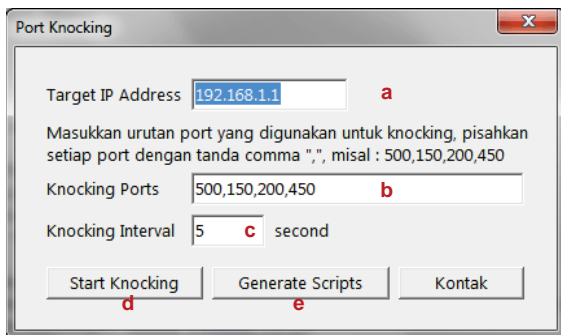 Port Knocking
Target IP Address 192.168.1.1 a
Masukkan urutan port yang digunakan untuk knocking, pisahkan
setiap port dengan tanda comma ",", misal : 500,150,200,450
Knocking Ports 500,150,200,450 b
Knocking Interval 5 c second
Start Knocking Generate Scripts Kontak
d e